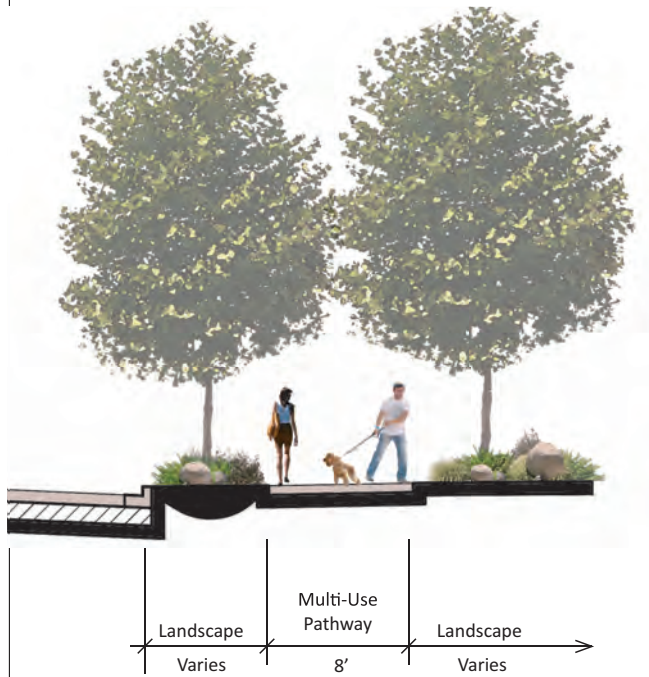 Multi-Use
Pathway
Landscape
Landscape
Varies
8'
Varies